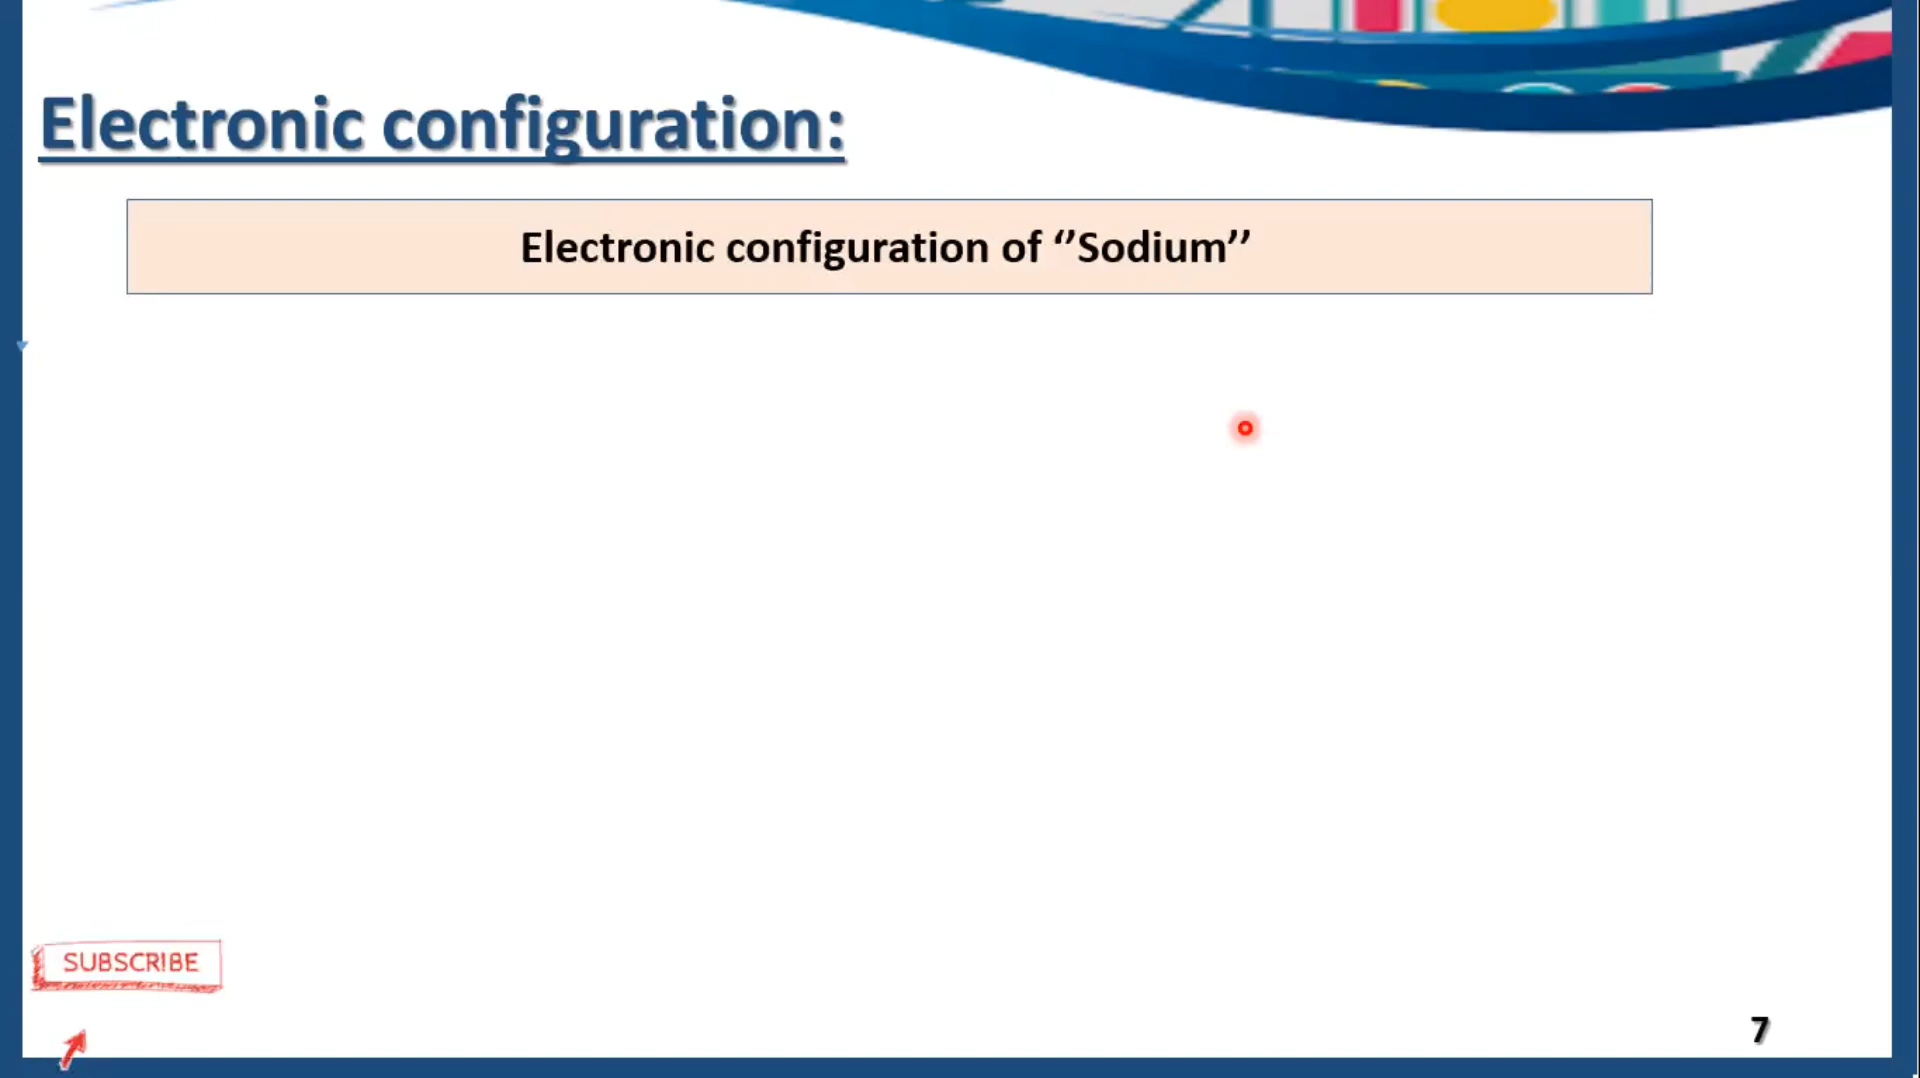 Electronic configuration:
Electronic configuration of ‘’Sodium’’
SUBSCRIBE
7